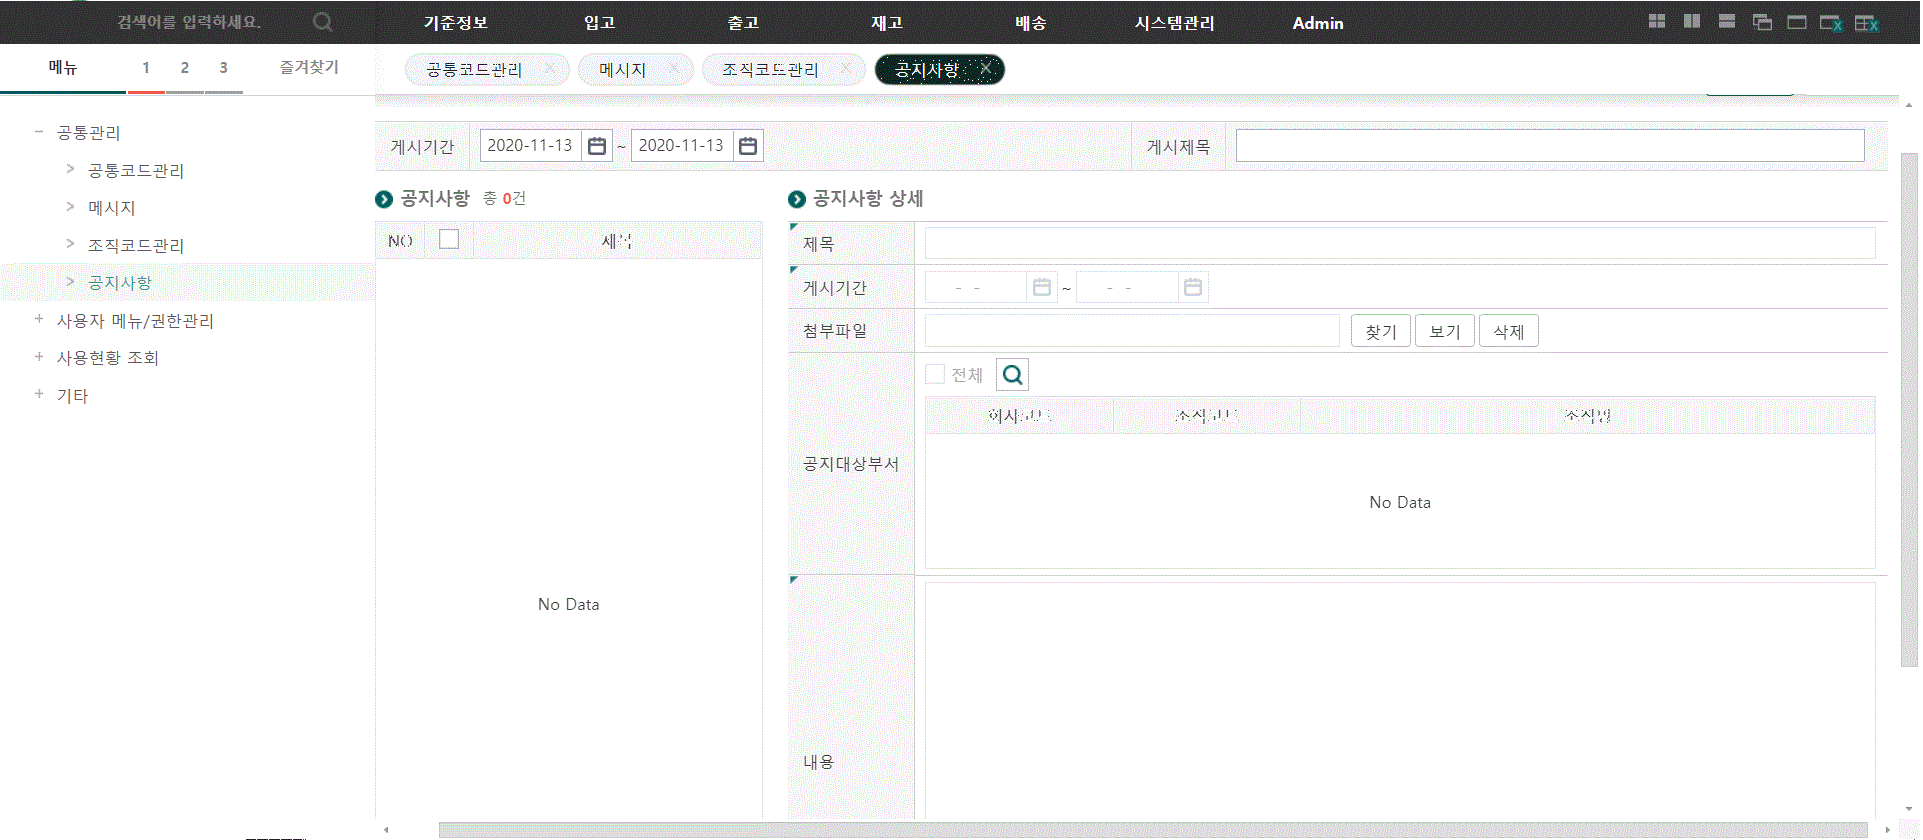 검색어를 입력하세요. 기준정보 입고 출고 재고 배송 시스템관리 Admin
메뉴 1 2 3 즐겨찾기 공통코드관리 메시지 조직코드관리 공지사항
공통관리
공통코드관리
메시지
조직코드관리
공지사항
사용자 메뉴/권한관리
사용현황 조회
기타
게시기간 2020-11-13 ~ 2020-11-13 게시제목
공지사항 총 0건
NO
No Data
공지사항 상세
제목
게시기간 - - ~ - -
첨부파일 찾기 보기 삭제
전체
공지대상부서
회사코드 조직코드 조직명
No Data
내용